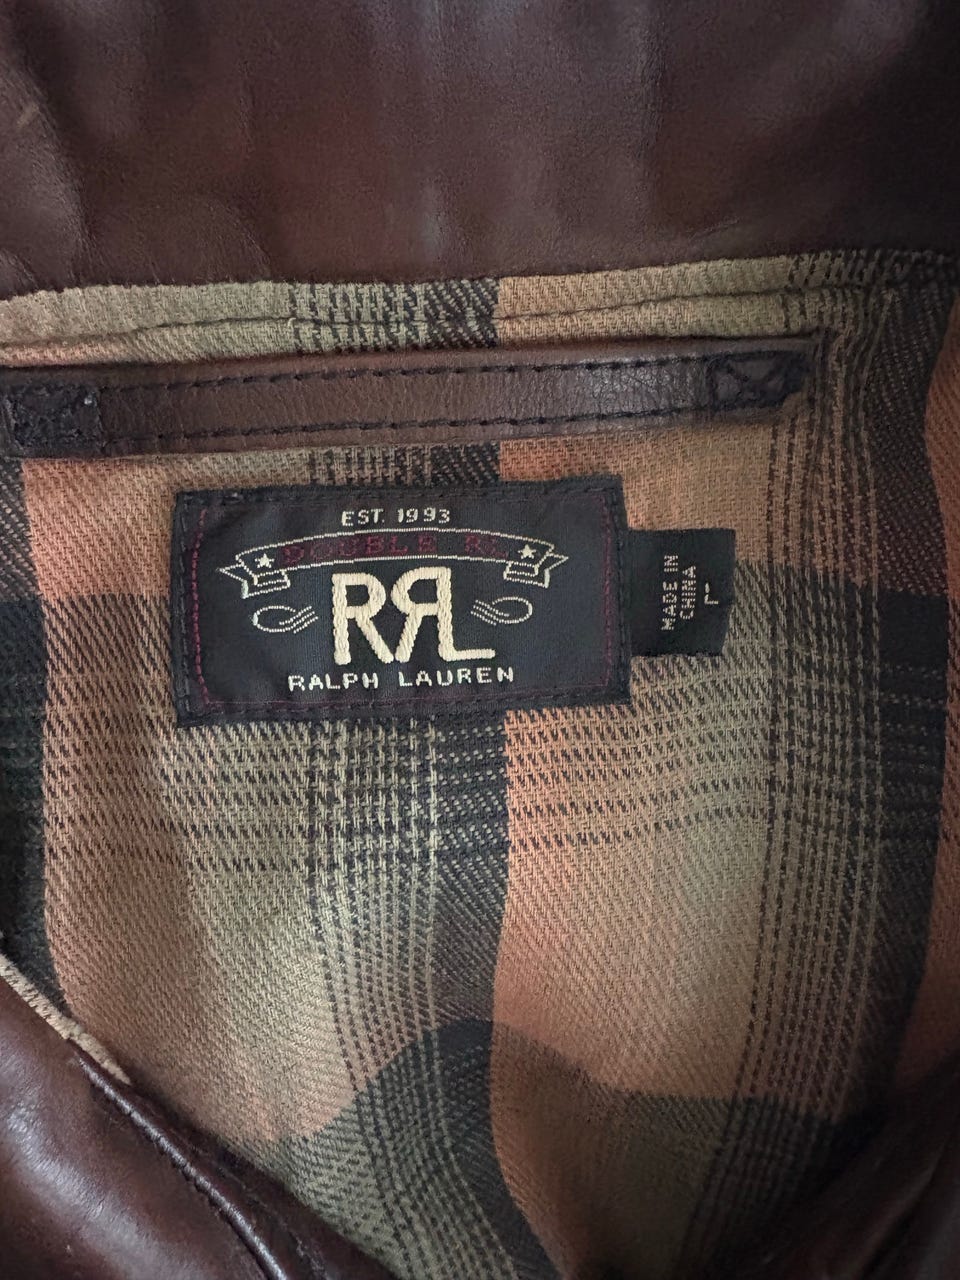 EST. 1993
DOUBLE RL
RRL
RALPH LAUREN
MADE IN
CHINA
L